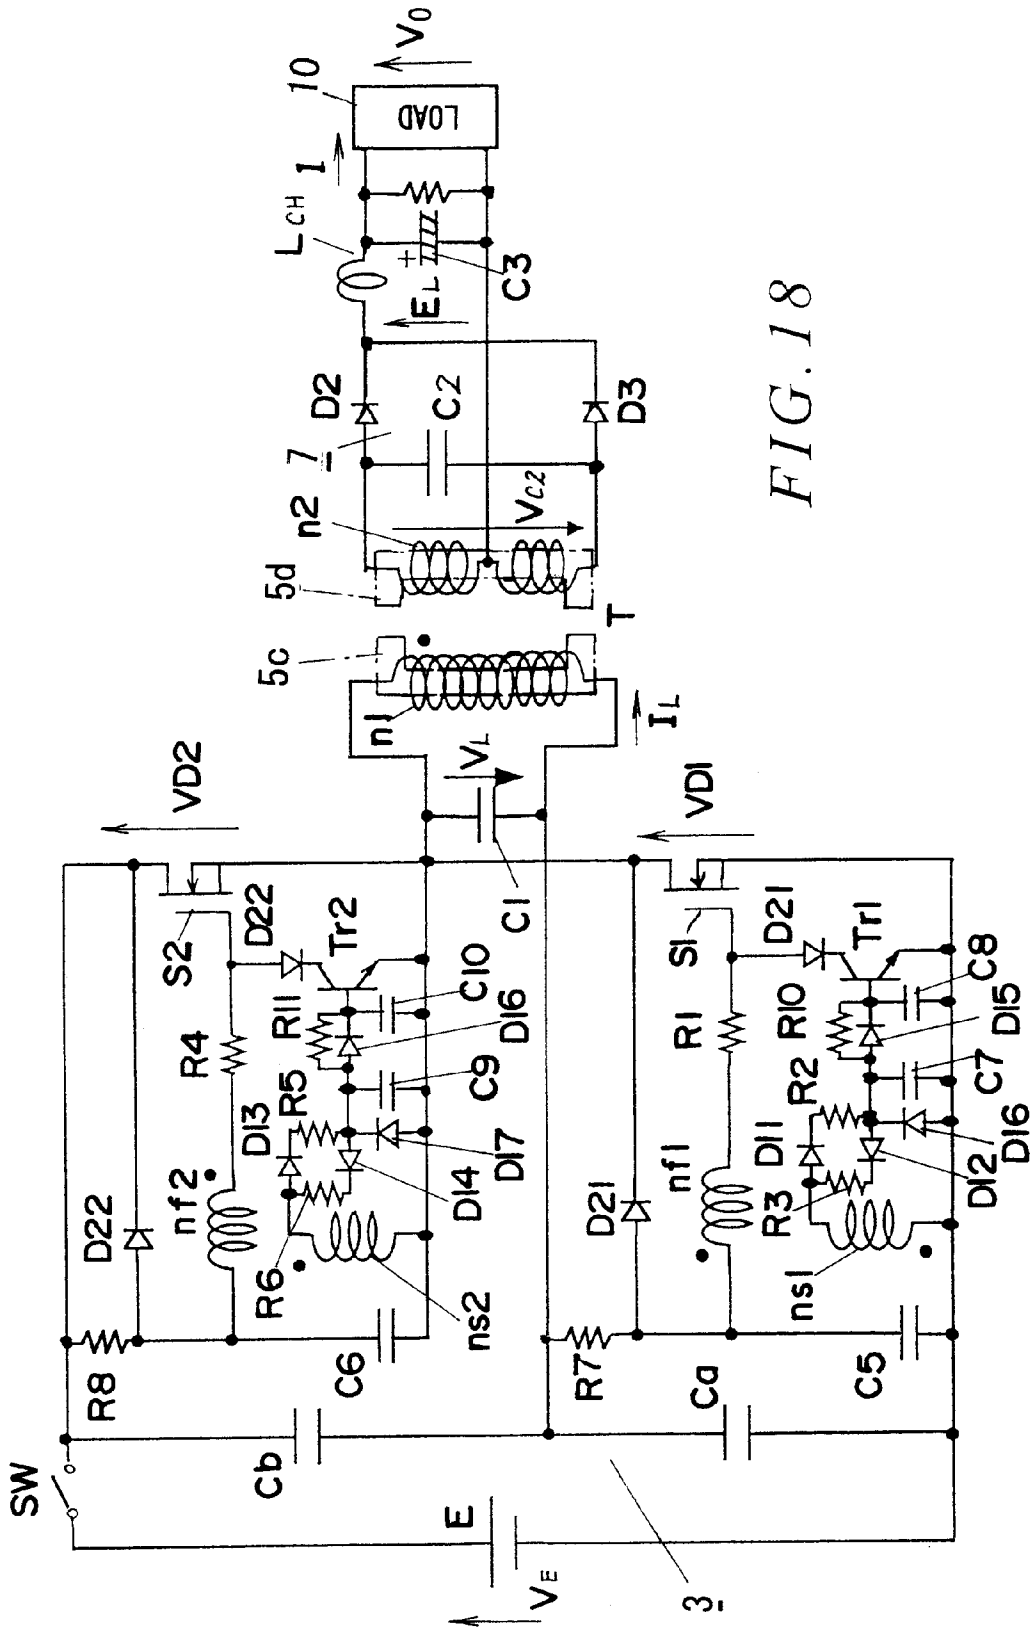 SW
VE
E
3
Cb
Ca
R8
D22
nf2
R4
S2
D22
VD2
C6
R6
D13
R5
R11
Tr2
ns2
D14
D17
C9
D16
C10
C1
VL
IL
R7
D21
nf1
R1
S1
D21
VD1
C5
ns1
R3
D11
R2
R10
Tr1
D12
D16
C7
D15
C8
n1
5c
5d
T
n2
VC2
7
D2
C2
D3
EL
LCH
+
C3
1
10
LOAD
VO
FIG. 18